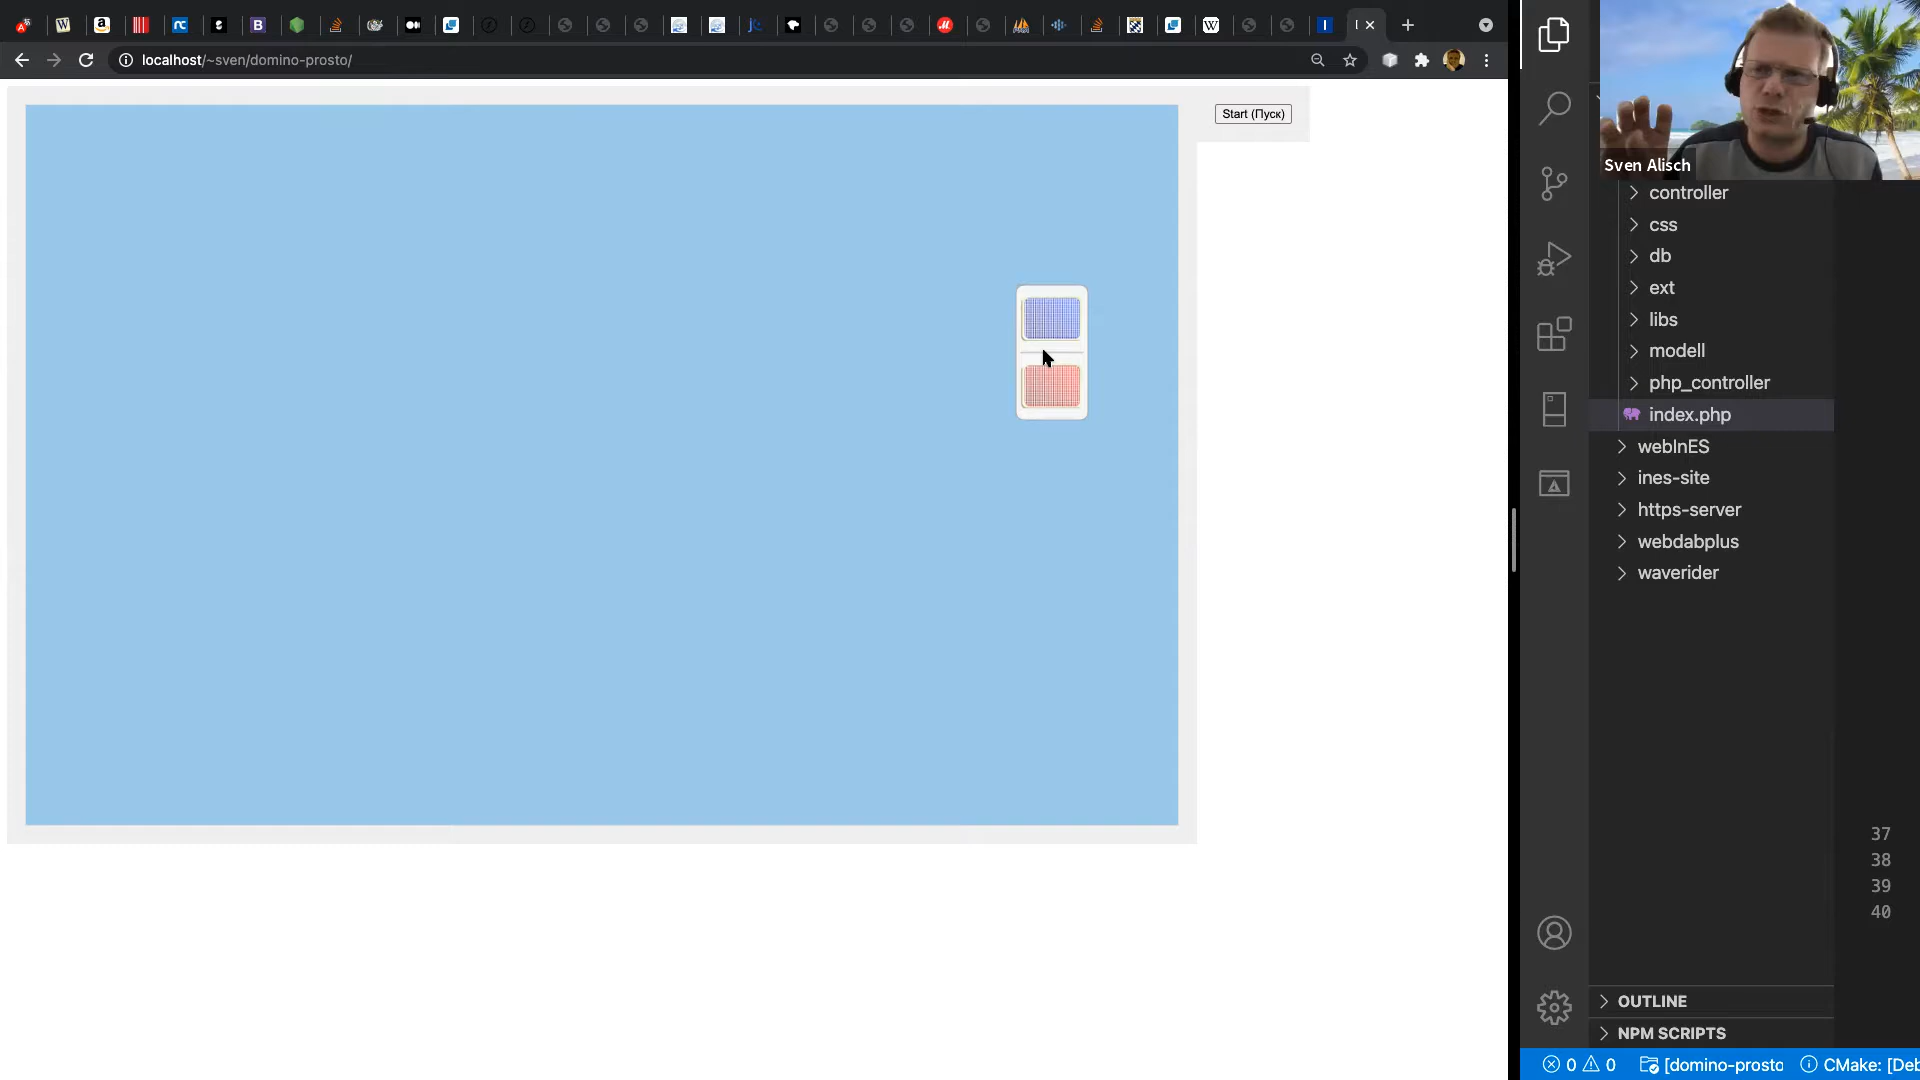 localhost/~sven/domino-prosto/
Start (Пуск)
Sven Alisch
controller
css
db
ext
libs
modell
php_controller
index.php
webInES
ines-site
https-server
webdabplus
waverider
37
38
39
40
OUTLINE
NPM SCRIPTS
0 0 [domino-prosto CMake: [Deb